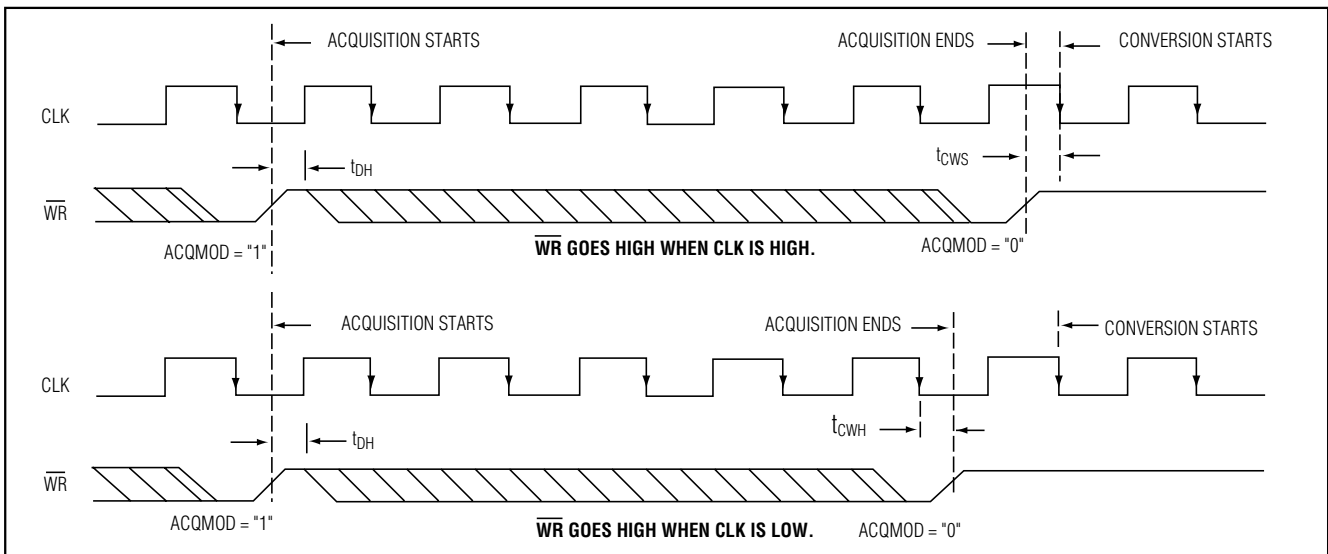 ACQUISITION STARTS
ACQUISITION ENDS
CONVERSION STARTS
CLK
tDH
tCWS
WR
ACQMOD = "1"
WR GOES HIGH WHEN CLK IS HIGH.
ACQMOD = "0"
ACQUISITION STARTS
ACQUISITION ENDS
CONVERSION STARTS
CLK
tDH
tCWH
WR
ACQMOD = "1"
WR GOES HIGH WHEN CLK IS LOW.
ACQMOD = "0"